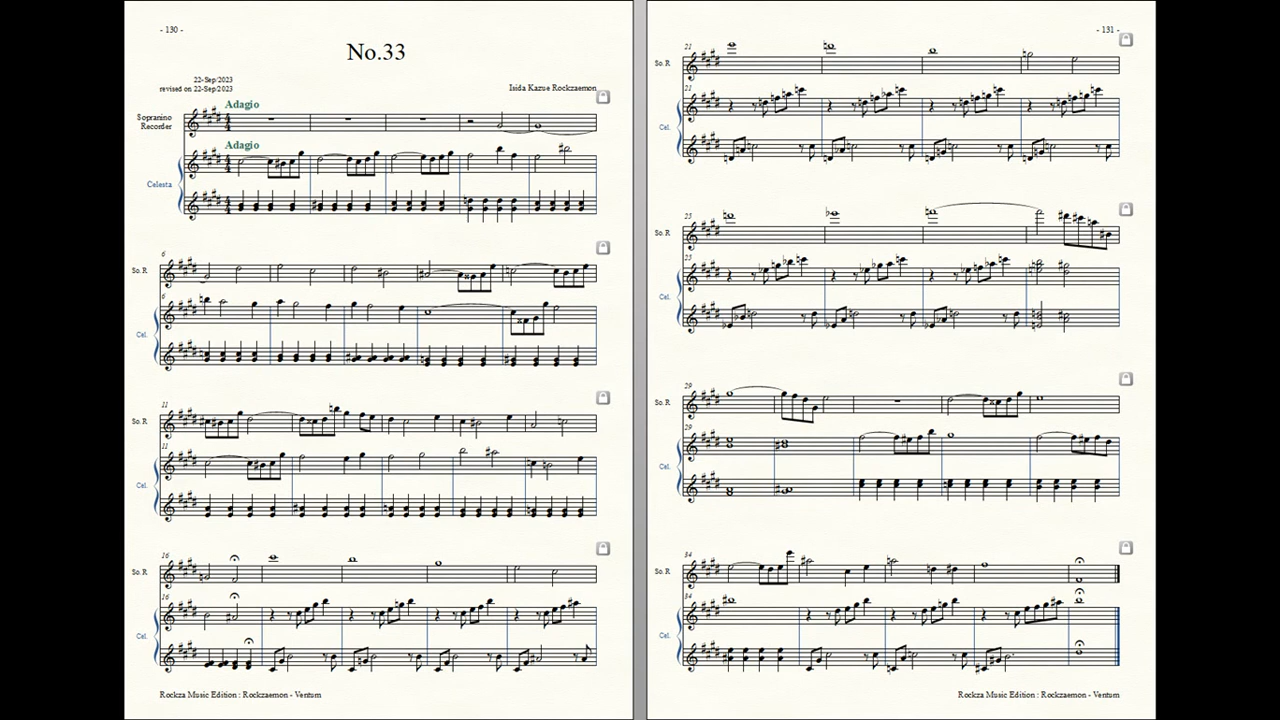 - 130 -
No.33
22-Sep/2023
revised on 22-Sep/2023
Isida Kazue Rockzaemon
Adagio
Sopranino
Recorder
Adagio
Celesta
6
So.R
6
Cel.
11
So.R
11
Cel.
16
So.R
16
Cel.
Rockza Music Edition : Rockzaemon - Ventum
- 131 -
21
So.R
21
Cel.
25
So.R
25
Cel.
29
So.R
29
Cel.
34
So.R
34
Cel.
Rockza Music Edition : Rockzaemon - Ventum